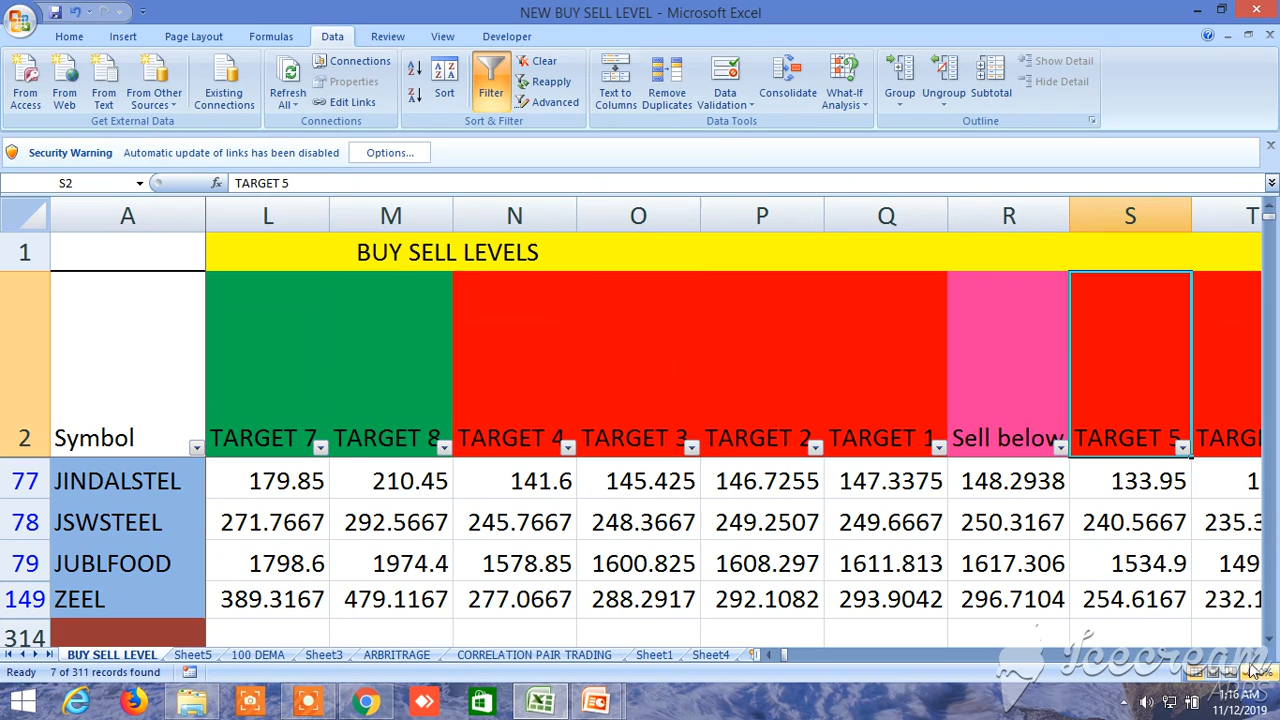 NEW BUY SELL LEVEL - Microsoft Excel
Home Insert Page Layout Formulas Data Review View Developer
From Access From Web From Text From Other Sources Existing Connections
Get External Data
Refresh All Connections Properties Edit Links
Connections
Sort Filter Clear Reapply Advanced
Sort & Filter
Text to Columns Remove Duplicates Data Validation Consolidate What-If Analysis
Data Tools
Group Ungroup Subtotal Show Detail Hide Detail
Outline
Security Warning Automatic update of links has been disabled Options...
S2 fx TARGET 5
A L M N O P Q R S T
1 BUY SELL LEVELS
2 Symbol TARGET 7 TARGET 8 TARGET 4 TARGET 3 TARGET 2 TARGET 1 Sell below TARGET 5
77 JINDALSTEL 179.85 210.45 141.6 145.425 146.7255 147.3375 148.2938 133.95 1
78 JSWSTEEL 271.7667 292.5667 245.7667 248.3667 249.2507 249.6667 250.3167 240.5667 235.3
79 JUBLFOOD 1798.6 1974.4 1578.85 1600.825 1608.297 1611.813 1617.306 1534.9 149
149 ZEEL 389.3167 479.1167 277.0667 288.2917 292.1082 293.9042 296.7104 254.6167 232.1
314
BUY SELL LEVEL Sheet5 100 DEMA Sheet3 ARBRITRAGE CORRELATION PAIR TRADING Sheet1 Sheet4
Ready 7 of 311 records found
Icecream
APPS
1:16 AM
11/12/2019